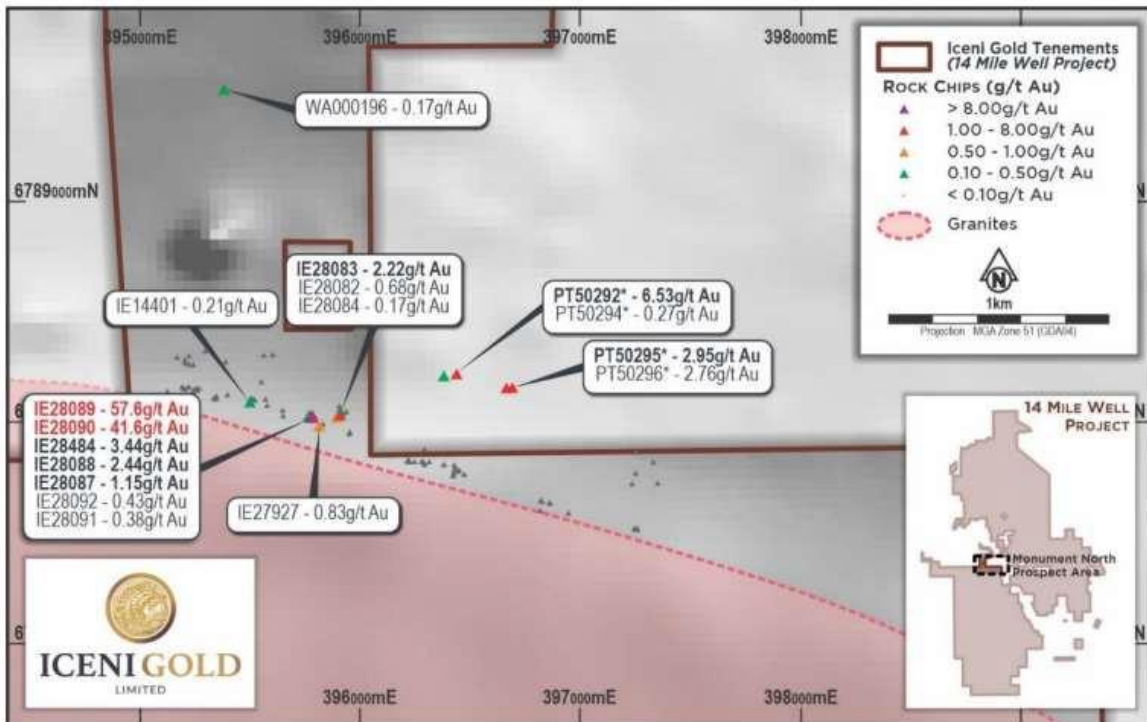 395000mE
396000mE
397000mE
398000mE
Iceni Gold Tenements
(14 Mile Well Project)
ROCK CHIPS (g/t Au)
> 8.00g/t Au
1.00 - 8.00g/t Au
0.50 - 1.00g/t Au
0.10 - 0.50g/t Au
< 0.10g/t Au
Granites
N
1km
Projection : MGA Zone 51 (GDA94)
WA000196 - 0.17g/t Au
6789000mN
IE28083 - 2.22g/t Au
IE28082 - 0.68g/t Au
IE28084 - 0.17g/t Au
IE14401 - 0.21g/t Au
PT50292* - 6.53g/t Au
PT50294* - 0.27g/t Au
PT50295* - 2.95g/t Au
PT50296* - 2.76g/t Au
IE28089 - 57.6g/t Au
IE28090 - 41.6g/t Au
IE28484 - 3.44g/t Au
IE28088 - 2.44g/t Au
IE28087 - 1.15g/t Au
IE28092 - 0.43g/t Au
IE28091 - 0.38g/t Au
IE27927 - 0.83g/t Au
14 MILE WELL
PROJECT
Monument North
Prospect Area
ICENI GOLD
LIMITED
396000mE
397000mE
398000mE